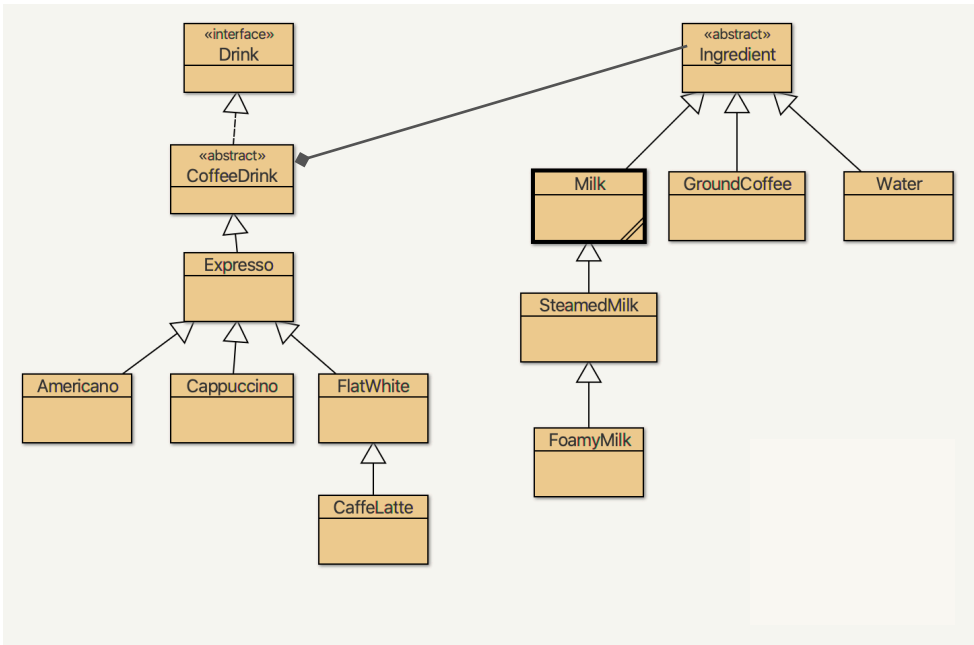 «interface»
Drink
«abstract»
Ingredient
«abstract»
CoffeeDrink
Milk
GroundCoffee
Water
Expresso
SteamedMilk
Americano
Cappuccino
FlatWhite
FoamyMilk
CaffeLatte